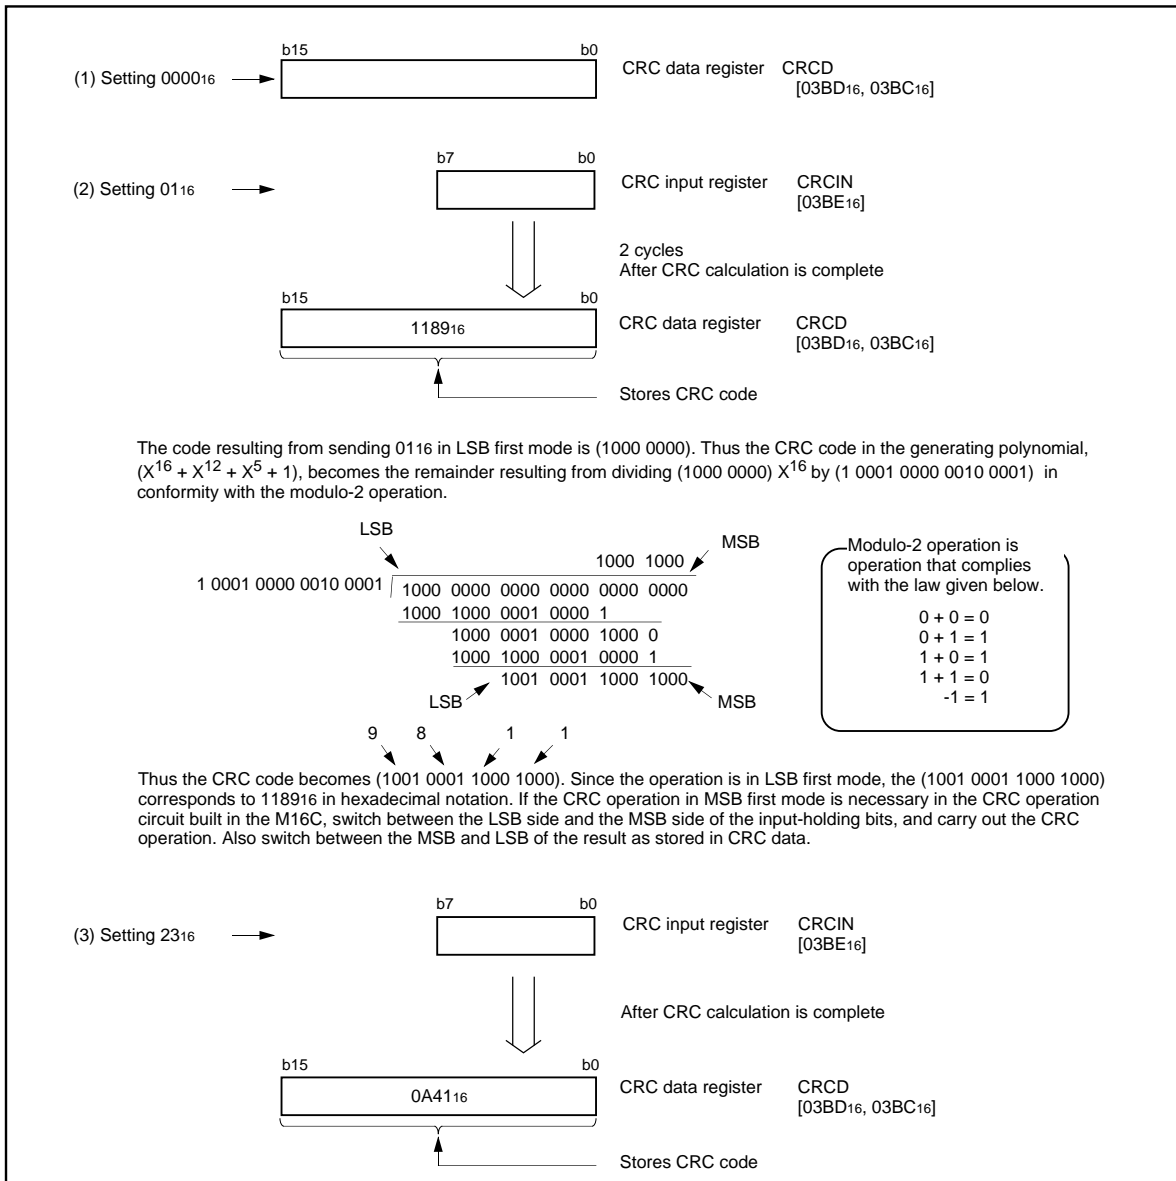 b15 b0
(1) Setting 000016
CRC data register CRCD
[03BD16, 03BC16]
b7 b0
(2) Setting 0116
CRC input register CRCIN
[03BE16]
2 cycles
After CRC calculation is complete
b15 b0
118916
CRC data register CRCD
[03BD16, 03BC16]
Stores CRC code
The code resulting from sending 0116 in LSB first mode is (1000 0000). Thus the CRC code in the generating polynomial,
(X16 + X12 + X5 + 1), becomes the remainder resulting from dividing (1000 0000) X16 by (1 0001 0000 0010 0001) in
conformity with the modulo-2 operation.
LSB
MSB
1000 1000
1 0001 0000 0010 0001
1000 0000 0000 0000 0000 0000
1000 1000 0001 0000 1
1000 0001 0000 1000 0
1000 1000 0001 0000 1
1001 0001 1000 1000
LSB
MSB
Modulo-2 operation is
operation that complies
with the law given below.
0 + 0 = 0
0 + 1 = 1
1 + 0 = 1
1 + 1 = 0
-1 = 1
9 8 1 1
Thus the CRC code becomes (1001 0001 1000 1000). Since the operation is in LSB first mode, the (1001 0001 1000 1000)
corresponds to 118916 in hexadecimal notation. If the CRC operation in MSB first mode is necessary in the CRC operation
circuit built in the M16C, switch between the LSB side and the MSB side of the input-holding bits, and carry out the CRC
operation. Also switch between the MSB and LSB of the result as stored in CRC data.
b7 b0
(3) Setting 2316
CRC input register CRCIN
[03BE16]
After CRC calculation is complete
b15 b0
0A4116
CRC data register CRCD
[03BD16, 03BC16]
Stores CRC code